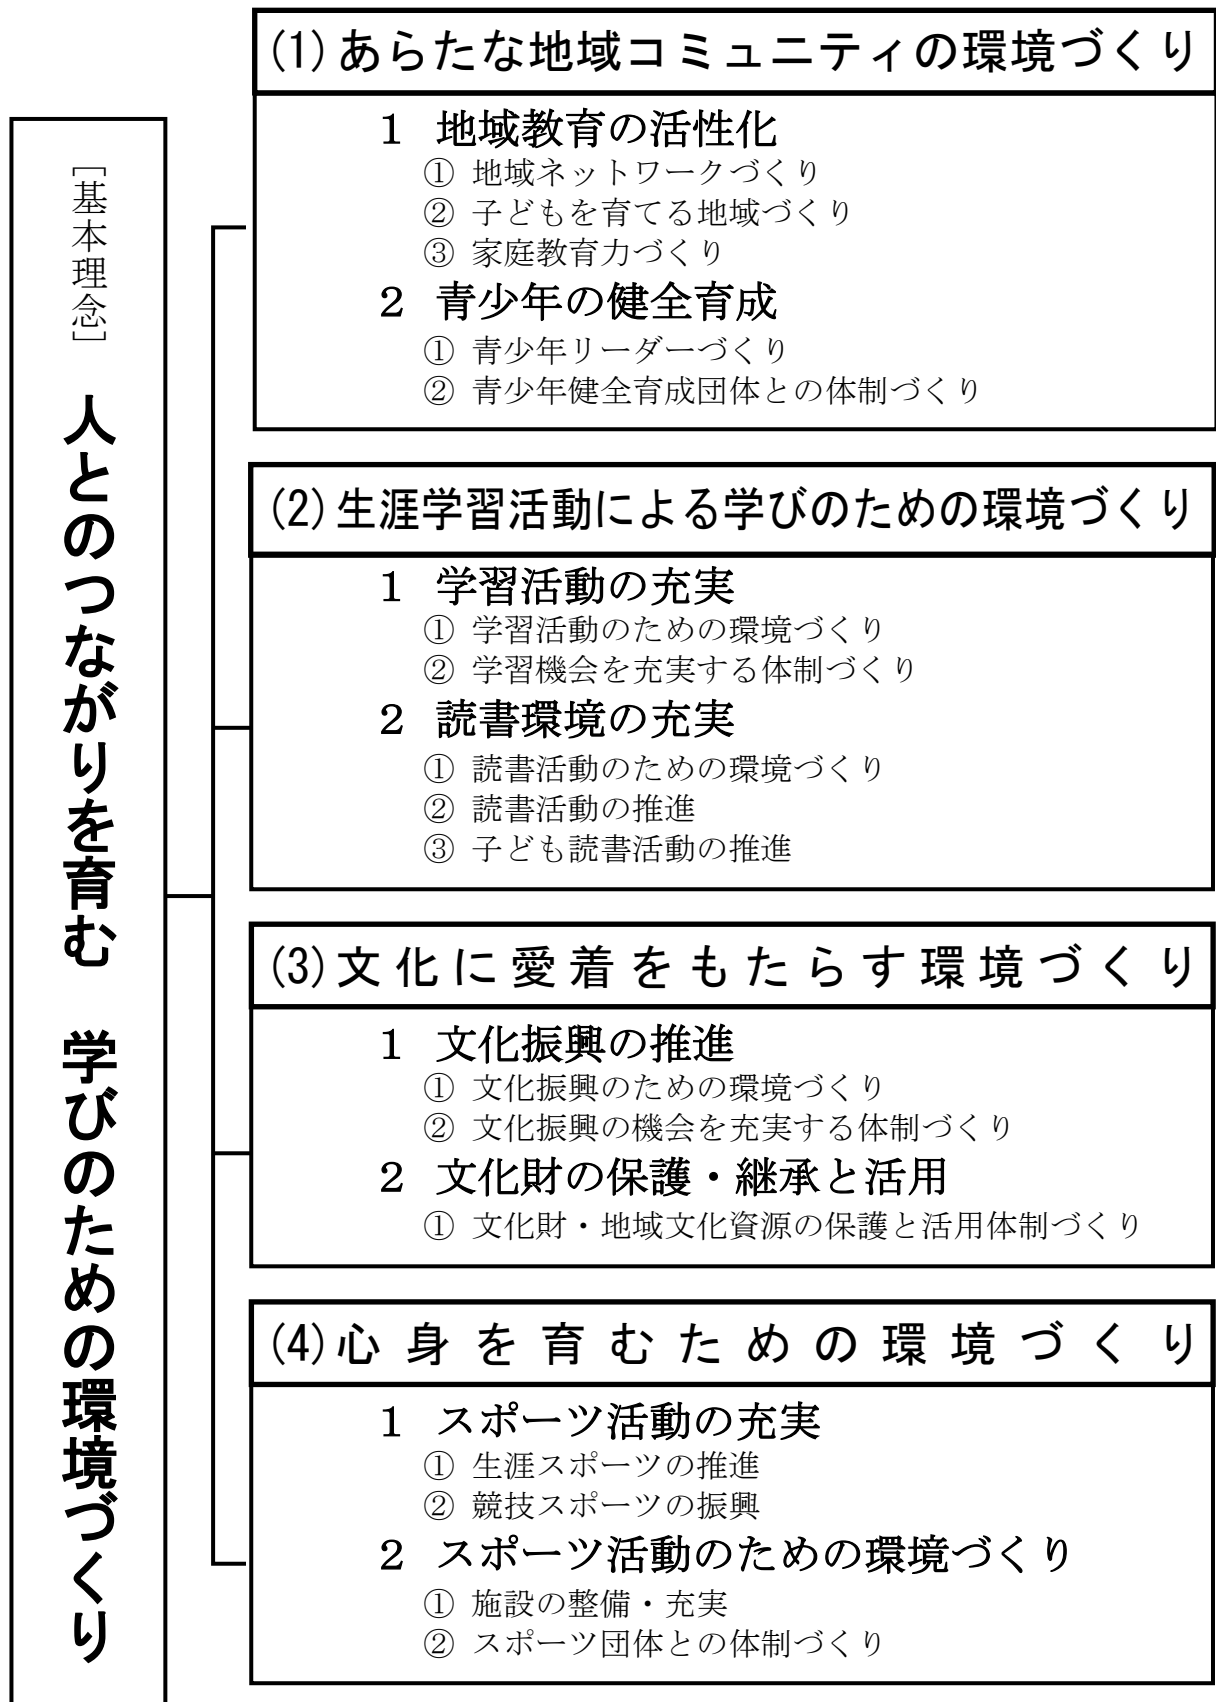 ［基本理念］　人とのつながりを育む　学びのための環境づくり
(1)あらたな地域コミュニティの環境づくり
1　地域教育の活性化
① 地域ネットワークづくり
② 子どもを育てる地域づくり
③ 家庭教育力づくり
2　青少年の健全育成
① 青少年リーダーづくり
② 青少年健全育成団体との体制づくり
(2)生涯学習活動による学びのための環境づくり
1　学習活動の充実
① 学習活動のための環境づくり
② 学習機会を充実する体制づくり
2　読書環境の充実
① 読書活動のための環境づくり
② 読書活動の推進
③ 子ども読書活動の推進
(3)文化に愛着をもたらす環境づくり
1　文化振興の推進
① 文化振興のための環境づくり
② 文化振興の機会を充実する体制づくり
2　文化財の保護・継承と活用
① 文化財・地域文化資源の保護と活用体制づくり
(4)心身を育むための環境づくり
1　スポーツ活動の充実
① 生涯スポーツの推進
② 競技スポーツの振興
2　スポーツ活動のための環境づくり
① 施設の整備・充実
② スポーツ団体との体制づくり